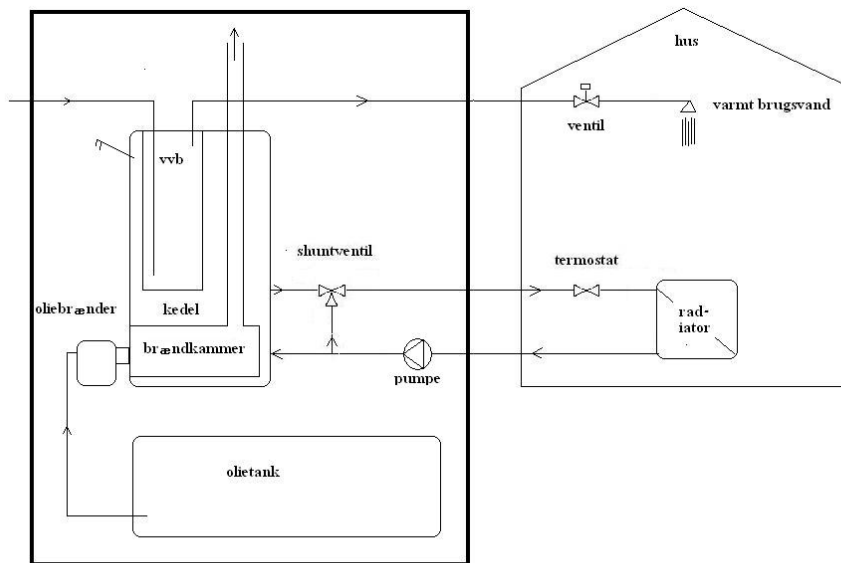 hus
varmt brugsvand
ventil
vvb
shuntventil
termostat
oliebrænder
kedel
rad-
iator
brændkammer
pumpe
olietank